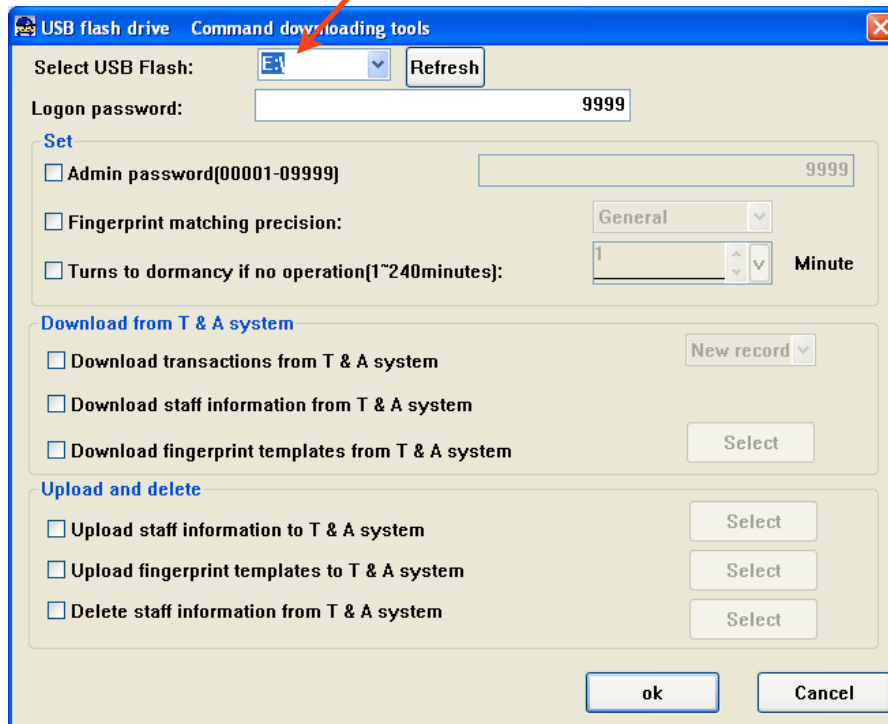 USB flash drive Command downloading tools
Select USB Flash: E:\ Refresh
Logon password: 9999
Set
Admin password(00001-09999) 9999
Fingerprint matching precision: General
Turns to dormancy if no operation(1~240minutes): 1 Minute
Download from T & A system
Download transactions from T & A system New record
Download staff information from T & A system
Download fingerprint templates from T & A system Select
Upload and delete
Upload staff information to T & A system Select
Upload fingerprint templates to T & A system Select
Delete staff information from T & A system Select
ok Cancel